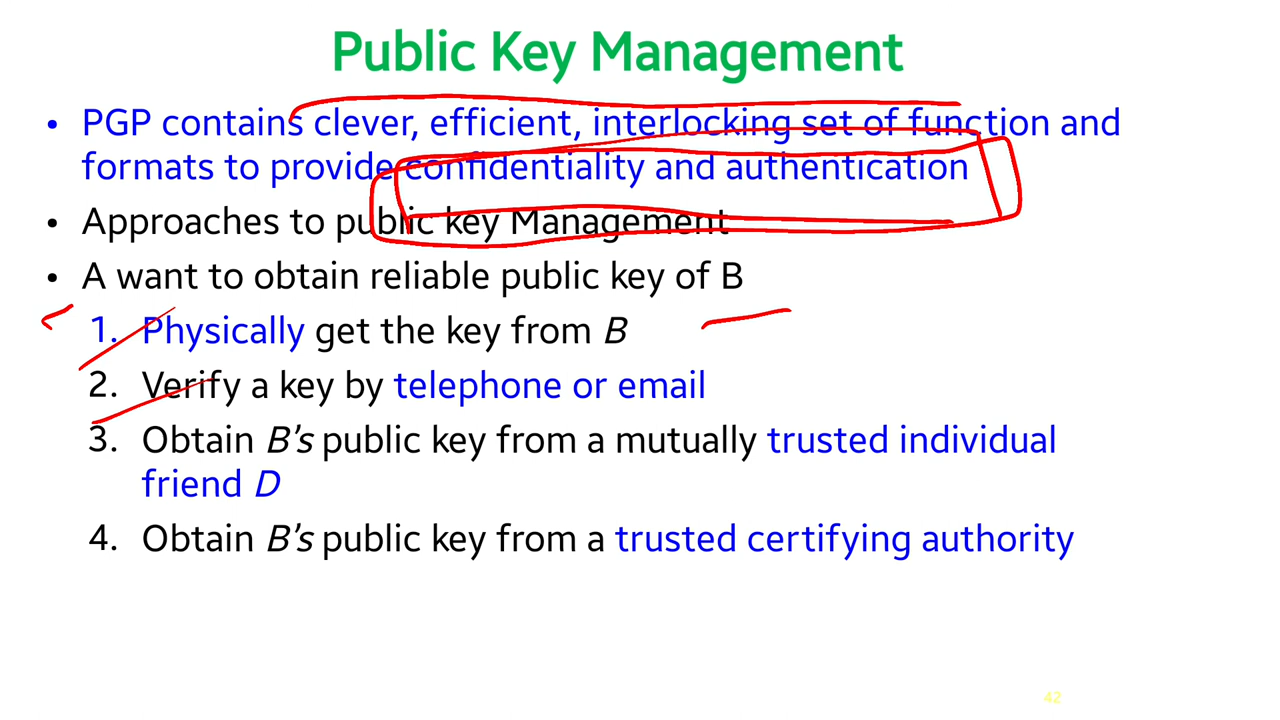 Public Key Management
• PGP contains clever, efficient, interlocking set of function and
formats to provide confidentiality and authentication
• Approaches to public key Management
• A want to obtain reliable public key of B
1. Physically get the key from B
2. Verify a key by telephone or email
3. Obtain B's public key from a mutually trusted individual
friend D
4. Obtain B's public key from a trusted certifying authority
42